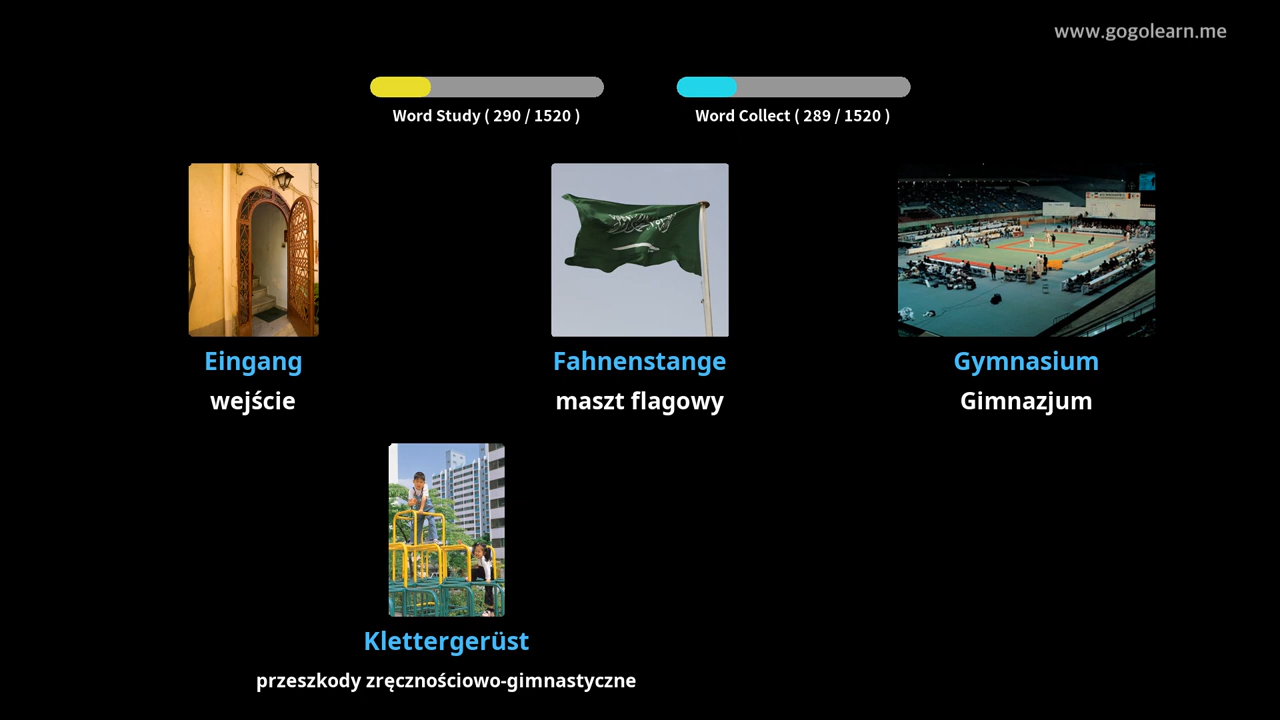 www.gogolearn.me
Word Study ( 290 / 1520 )
Word Collect ( 289 / 1520 )
Eingang
wejście
Fahnenstange
maszt flagowy
Gymnasium
Gimnazjum
Klettergerüst
przeszkody zręcznościowo-gimnastyczne